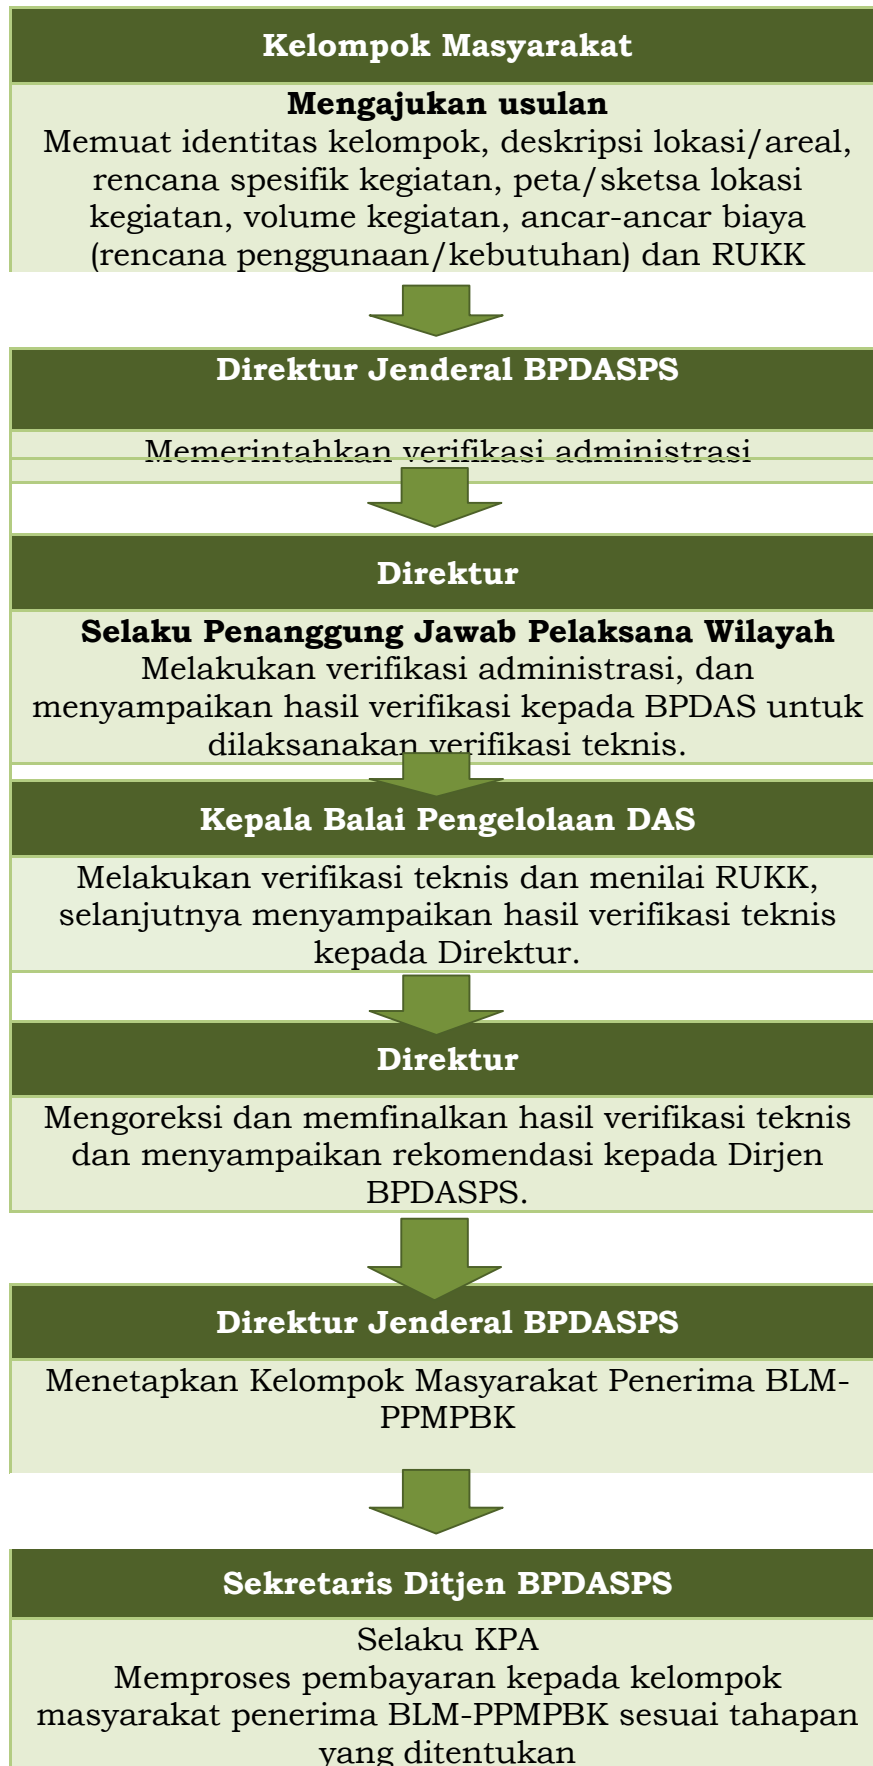 Kelompok Masyarakat
Mengajukan usulan
Memuat identitas kelompok, deskripsi lokasi/areal,
rencana spesifik kegiatan, peta/sketsa lokasi
kegiatan, volume kegiatan, ancar-ancar biaya
(rencana penggunaan/kebutuhan) dan RUKK
Direktur Jenderal BPDASPS
Memerintahkan verifikasi administrasi
Direktur
Selaku Penanggung Jawab Pelaksana Wilayah
Melakukan verifikasi administrasi, dan
menyampaikan hasil verifikasi kepada BPDAS untuk
dilaksanakan verifikasi teknis.
Kepala Balai Pengelolaan DAS
Melakukan verifikasi teknis dan menilai RUKK,
selanjutnya menyampaikan hasil verifikasi teknis
kepada Direktur.
Direktur
Mengoreksi dan memfinalkan hasil verifikasi teknis
dan menyampaikan rekomendasi kepada Dirjen
BPDASPS.
Direktur Jenderal BPDASPS
Menetapkan Kelompok Masyarakat Penerima BLM-
PPMPBK
Sekretaris Ditjen BPDASPS
Selaku KPA
Memproses pembayaran kepada kelompok
masyarakat penerima BLM-PPMPBK sesuai tahapan
yang ditentukan